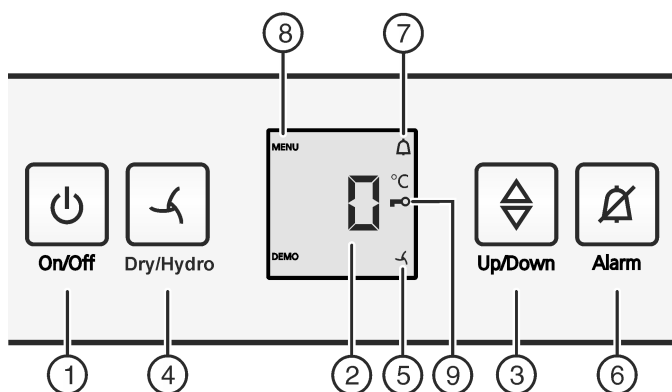 8 7
MENU
0 °C
On/Off Dry/Hydro DEMO Up/Down Alarm
1 4 2 5 9 3 6